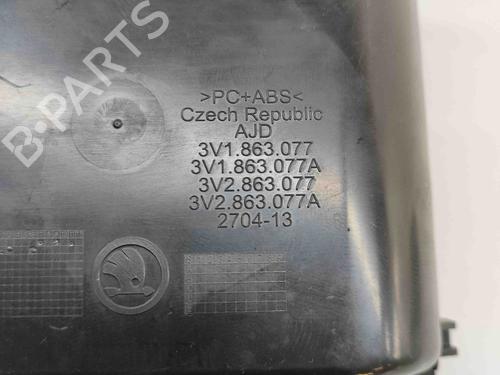 B-PARTS
>PC+ABS<
Czech Republic
AJD
3V1.863.077
3V1.863.077A
3V2.863.077
3V2.863.077A
2704-13